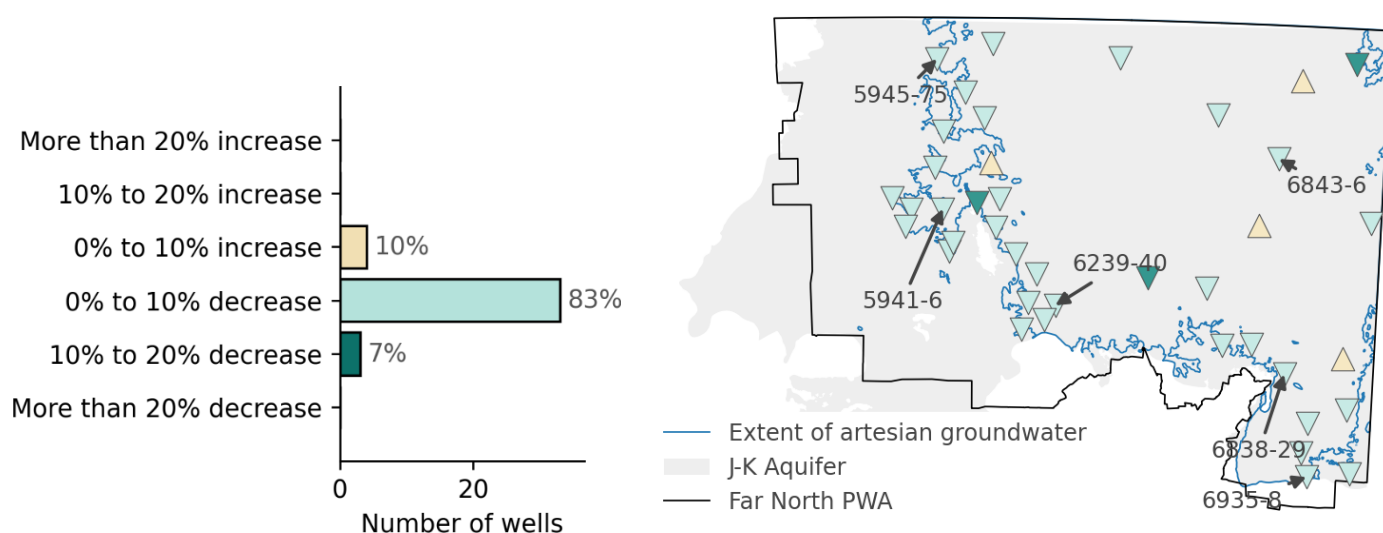 More than 20% increase
10% to 20% increase
0% to 10% increase
0% to 10% decrease
10% to 20% decrease
More than 20% decrease
10%
83%
7%
0
20
Number of wells
5945-75
6843-6
6239-40
5941-6
6838-29
6935-8
Extent of artesian groundwater
J-K Aquifer
Far North PWA